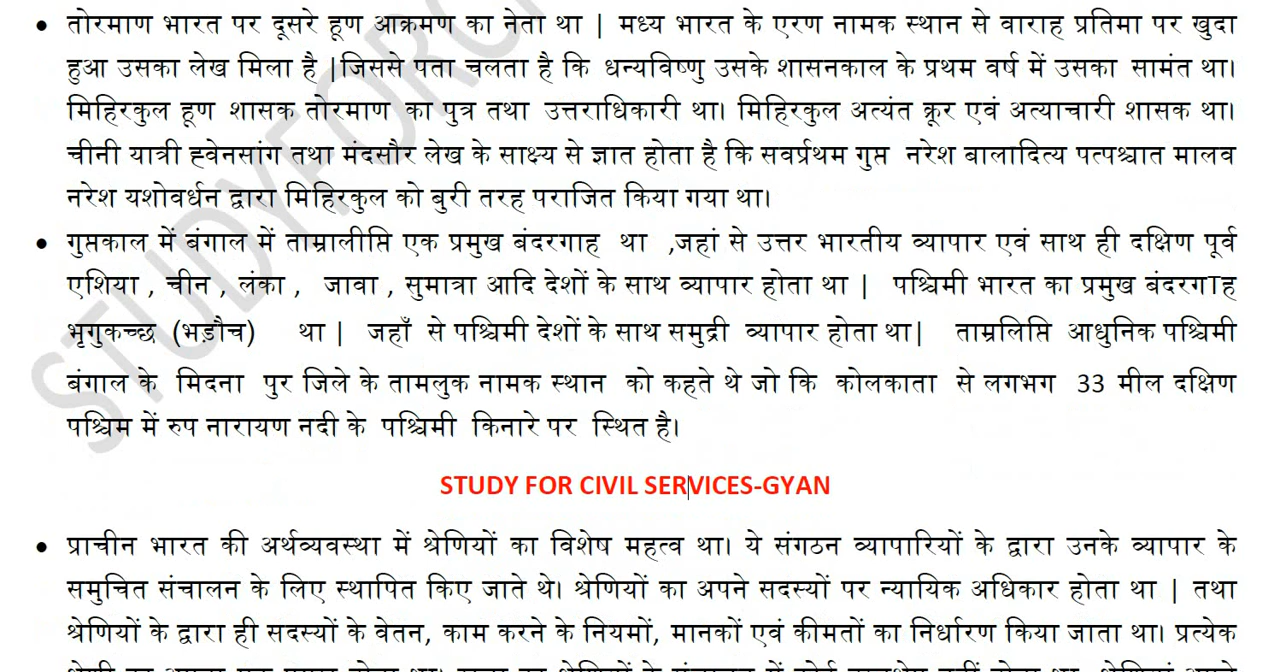 • तोरमाण भारत पर दूसरे हूण आक्रमण का नेता था | मध्य भारत के एरण नामक स्थान से वाराह प्रतिमा पर खुदा
हुआ उसका लेख मिला है |जिससे पता चलता है कि धन्यविष्णु उसके शासनकाल के प्रथम वर्ष में उसका सामंत था।
मिहिरकुल हूण शासक तोरमाण का पुत्र तथा उत्तराधिकारी था। मिहिरकुल अत्यंत क्रूर एवं अत्याचारी शासक था।
चीनी यात्री ह्वेनसांग तथा मंदसौर लेख के साक्ष्य से ज्ञात होता है कि सवर्प्रथम गुप्त नरेश बालादित्य पत्पश्चात मालव
नरेश यशोवर्धन द्वारा मिहिरकुल को बुरी तरह पराजित किया गया था।
• गुप्तकाल में बंगाल में ताम्रालीप्ति एक प्रमुख बंदरगाह था ,जहां से उत्तर भारतीय व्यापार एवं साथ ही दक्षिण पूर्व
एशिया , चीन , लंका , जावा , सुमात्रा आदि देशों के साथ व्यापार होता था | पश्चिमी भारत का प्रमुख बंदरगाह
भृगुकच्छ (भड़ौच) था | जहाँ से पश्चिमी देशों के साथ समुद्री व्यापार होता था| ताम्रलिप्ति आधुनिक पश्चिमी
बंगाल के मिदना पुर जिले के तामलुक नामक स्थान को कहते थे जो कि कोलकाता से लगभग 33 मील दक्षिण
पश्चिम में रुप नारायण नदी के पश्चिमी किनारे पर स्थित है।
STUDY FOR CIVIL SERVICES-GYAN
• प्राचीन भारत की अर्थव्यवस्था में श्रेणियों का विशेष महत्व था। ये संगठन व्यापारियों के द्वारा उनके व्यापार के
समुचित संचालन के लिए स्थापित किए जाते थे। श्रेणियों का अपने सदस्यों पर न्यायिक अधिकार होता था | तथा
श्रेणियों के द्वारा ही सदस्यों के वेतन, काम करने के नियमों, मानकों एवं कीमतों का निर्धारण किया जाता था। प्रत्येक